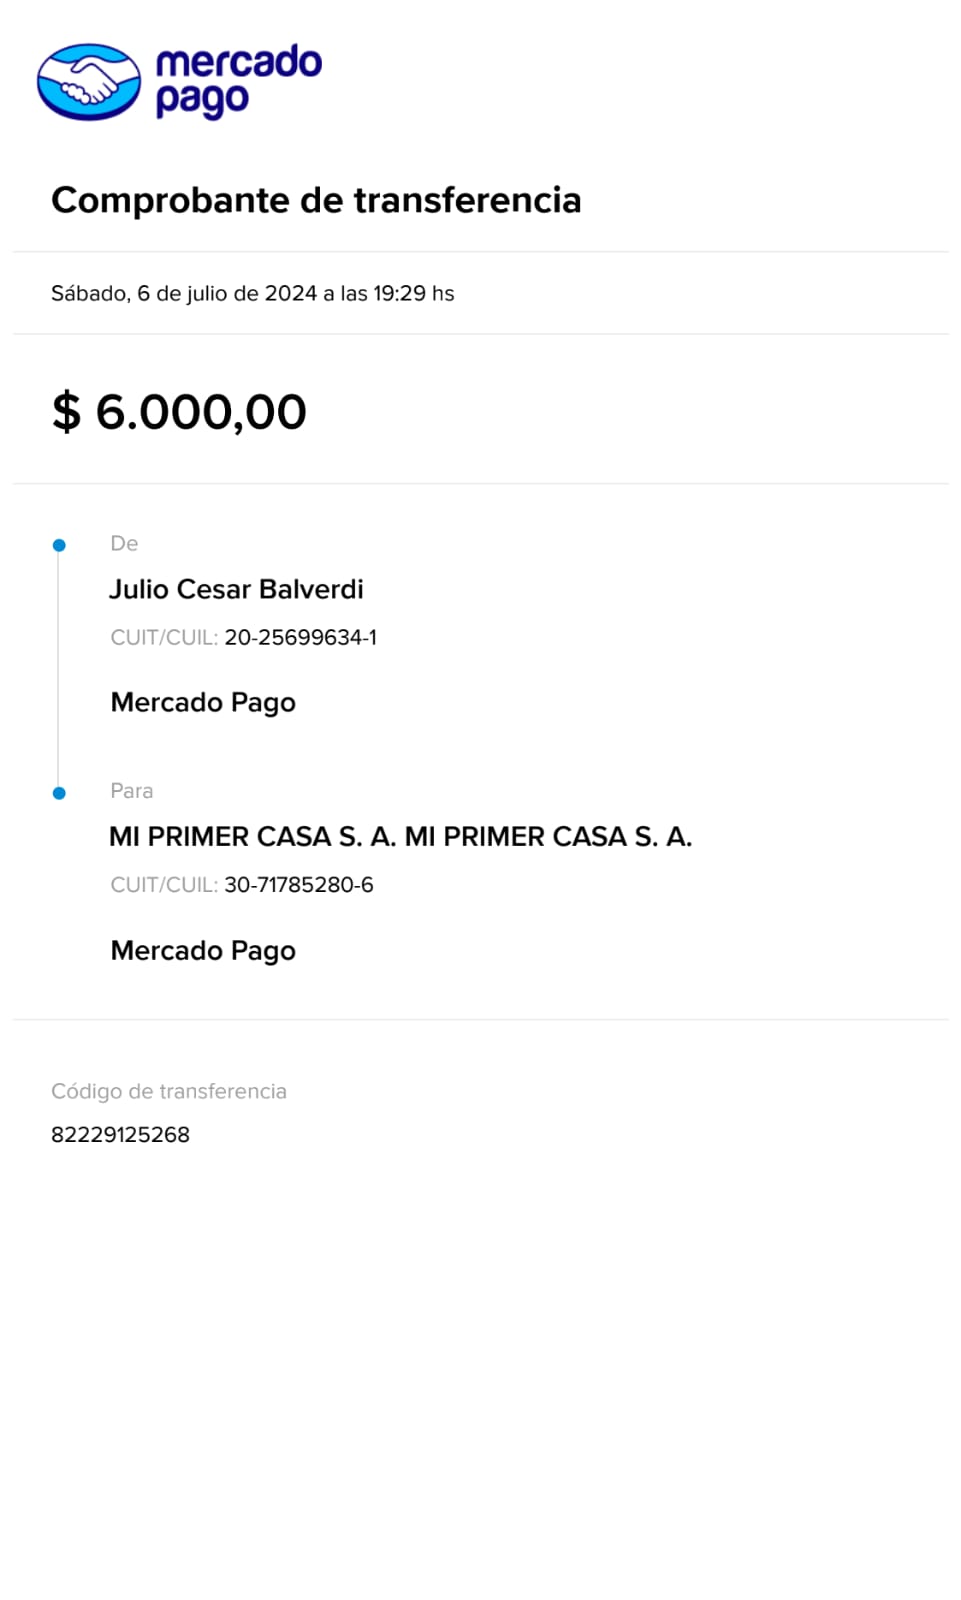 mercado
pago
Comprobante de transferencia
Sábado, 6 de julio de 2024 a las 19:29 hs
$ 6.000,00
De
Julio Cesar Balverdi
CUIT/CUIL: 20-25699634-1
Mercado Pago
Para
MI PRIMER CASA S. A. MI PRIMER CASA S. A.
CUIT/CUIL: 30-71785280-6
Mercado Pago
Código de transferencia
82229125268